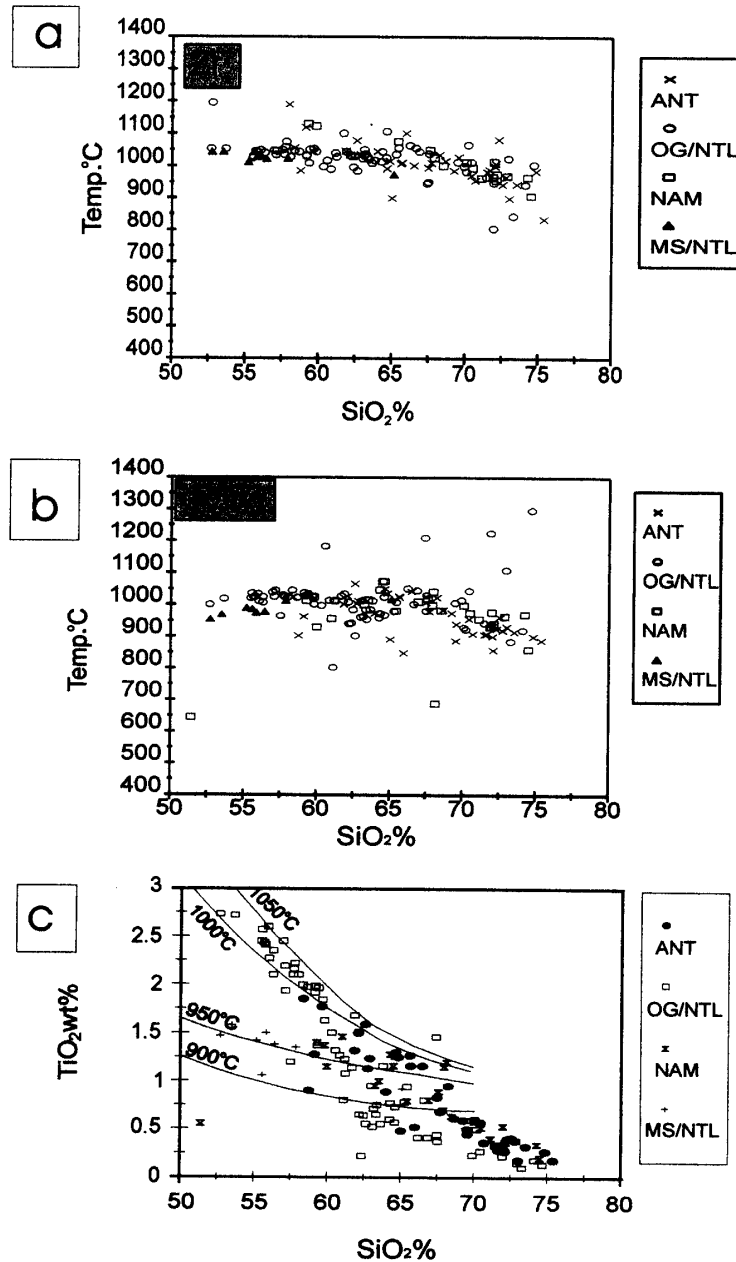 a
1400
1300
1200
1100
1000
900
800
700
600
500
400
Temp.°C
50 55 60 65 70 75 80
SiO₂%
ANT
OG/NTL
NAM
MS/NTL
b
1400
1300
1200
1100
1000
900
800
700
600
500
400
Temp.°C
50 55 60 65 70 75 80
SiO₂%
ANT
OG/NTL
NAM
MS/NTL
c
3
2.5
2
1.5
1
0.5
0
TiO₂wt%
1050°C
1000°C
950°C
900°C
50 55 60 65 70 75 80
SiO₂%
ANT
OG/NTL
NAM
MS/NTL